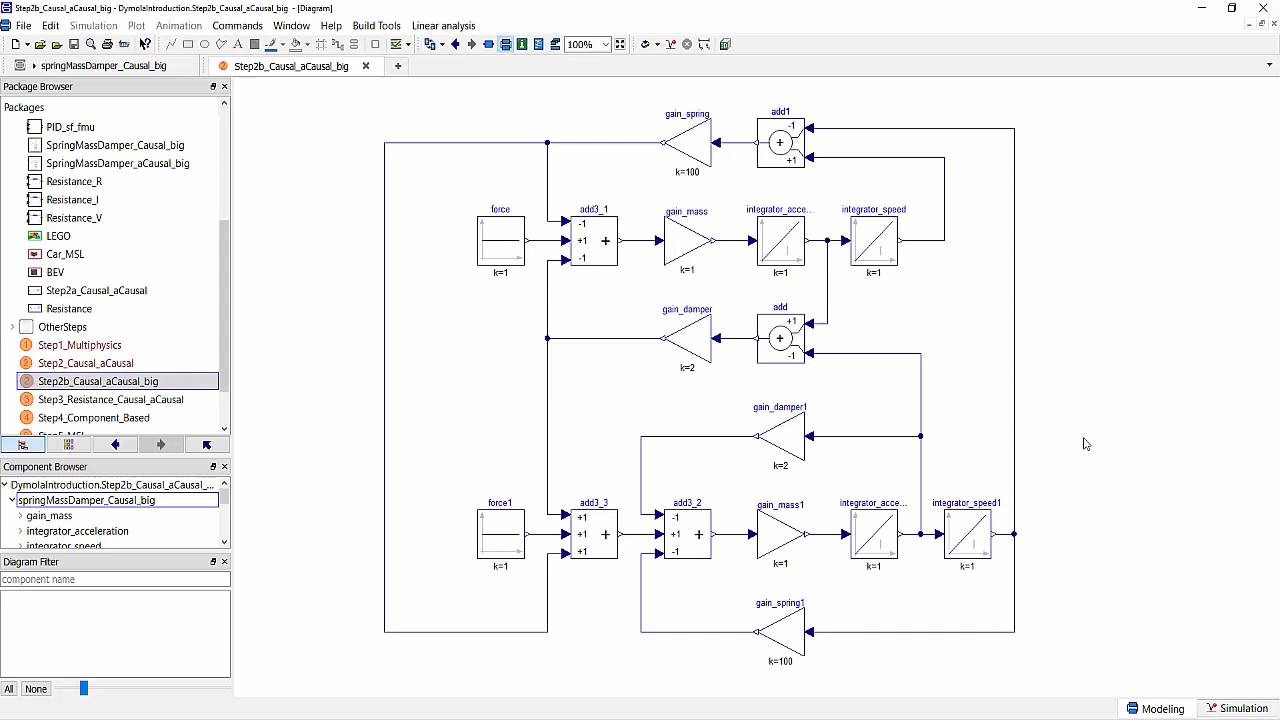 Step2b_Causal_aCausal_big - DymolaIntroduction.Step2b_Causal_aCausal_big - [Diagram]
File Edit Simulation Plot Animation Commands Window Help Build Tools Linear analysis
100%
springMassDamper_Causal_big
Step2b_Causal_aCausal_big
Package Browser
Packages
PID_sf_fmu
SpringMassDamper_Causal_big
SpringMassDamper_aCausal_big
Resistance_R
Resistance_I
Resistance_V
LEGO
Car_MSL
BEV
Step2a_Causal_aCausal
Resistance
OtherSteps
1 Step1_Multiphysics
2 Step2_Causal_aCausal
2 Step2b_Causal_aCausal_big
3 Step3_Resistance_Causal_aCausal
4 Step4_Component_Based
Component Browser
DymolaIntroduction.Step2b_Causal_aCausal_...
springMassDamper_Causal_big
gain_mass
integrator_acceleration
integrator_speed
Diagram Filter
component name
All None
gain_spring
add1
-1
+
+1
k=100
force
add3_1
gain_mass
integrator_acce...
integrator_speed
-1
+1 +
-1
I
I
k=1
k=1
k=1
k=1
gain_damper
add
+1
+
-1
k=2
gain_damper1
k=2
force1
add3_3
add3_2
gain_mass1
integrator_acce...
integrator_speed1
+1
+1 +
+1
-1
+1 +
-1
I
I
k=1
k=1
k=1
k=1
gain_spring1
k=100
Modeling
Simulation